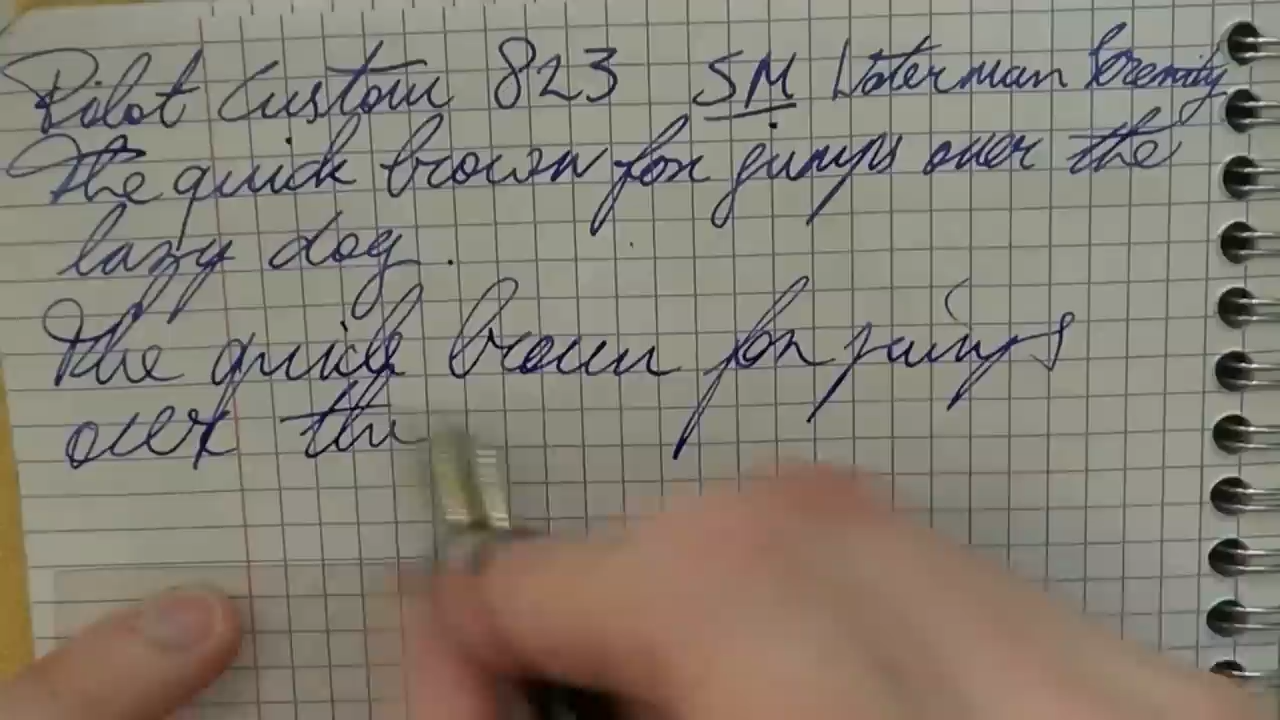 Pilot Custom 823 SM Waterman Serenity
The quick brown fox jumps over the
lazy dog.
The quick brown fox jumps
over the